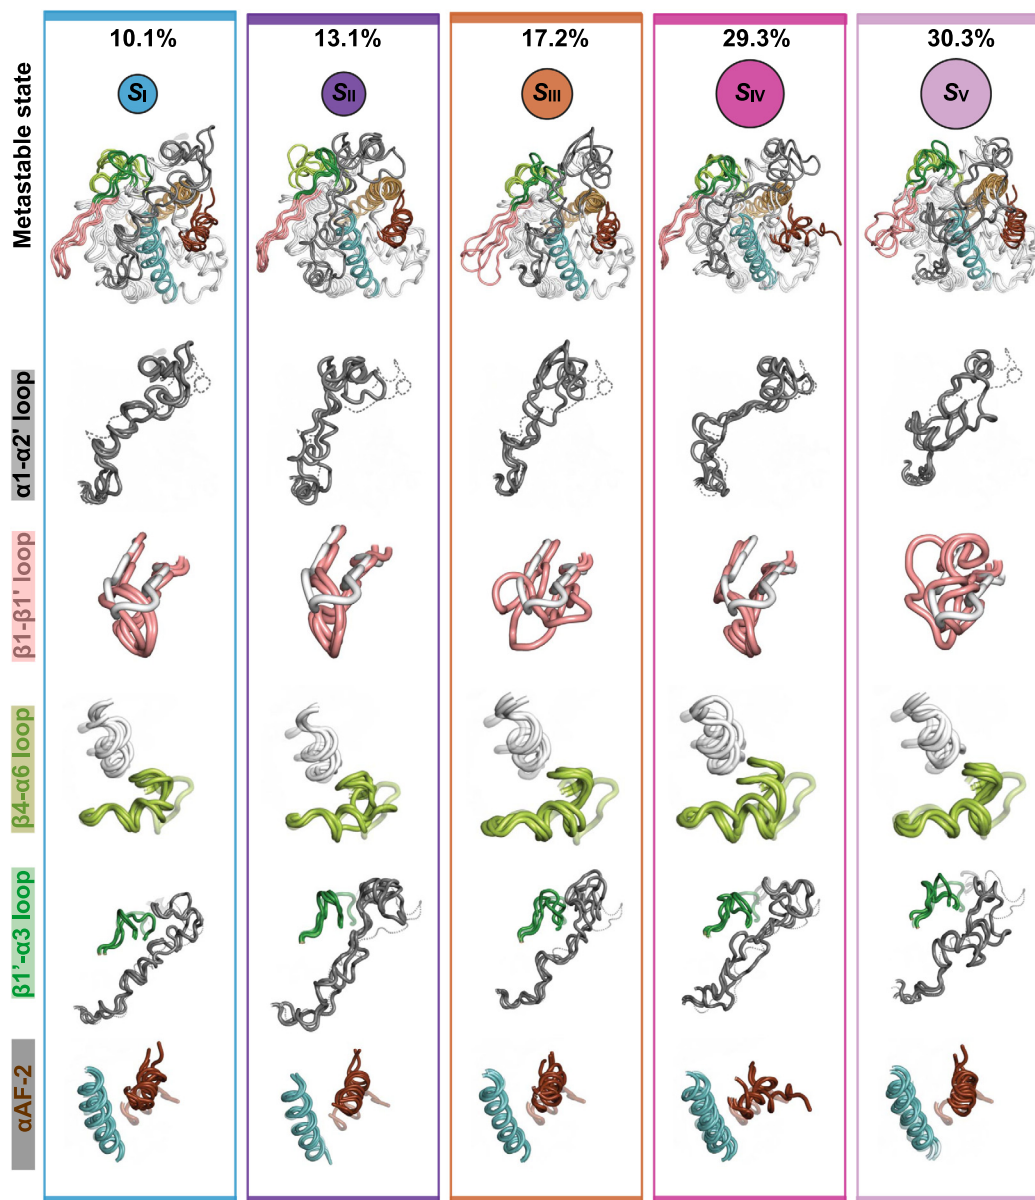 10.1%
13.1%
17.2%
29.3%
30.3%
SI
SII
SIII
SIV
SV
Metastable state
α1-α2' loop
β1-β1' loop
β4-α6 loop
β1’-α3 loop
αAF-2